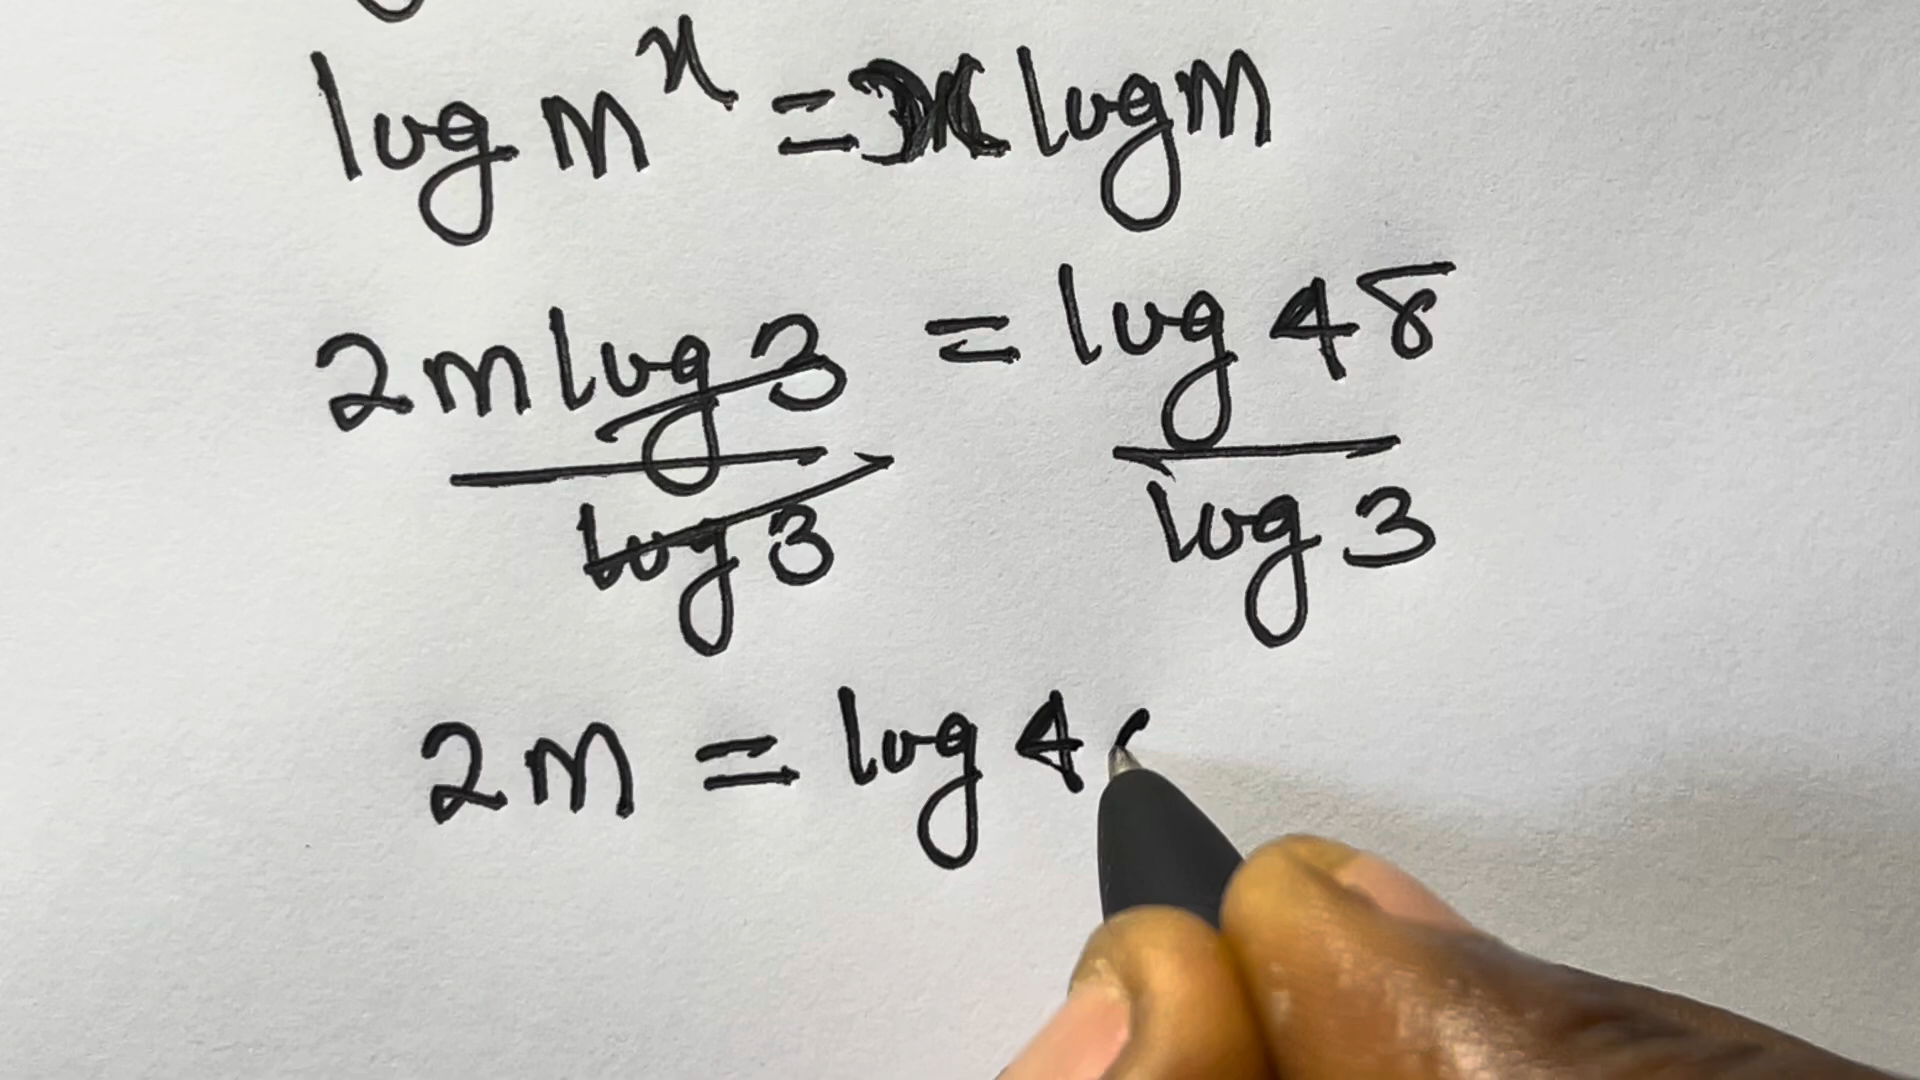 log m^x = x log m
2m log 3 = log 48
log 3 log 3
2m = log 4